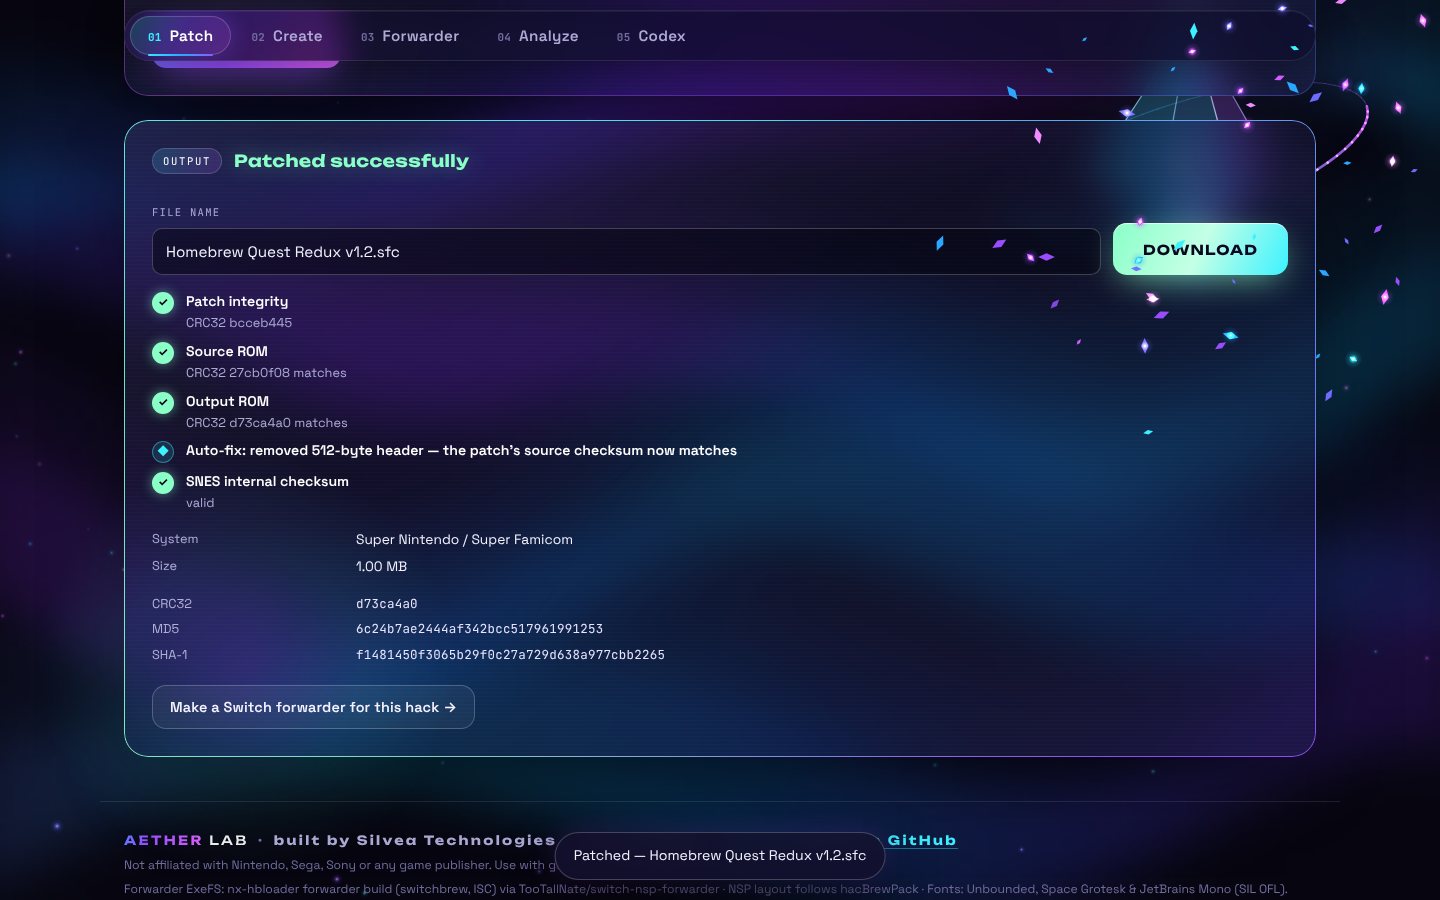 01 Patch 02 Create 03 Forwarder 04 Analyze 05 Codex
OUTPUT Patched successfully
FILE NAME
Homebrew Quest Redux v1.2.sfc
DOWNLOAD
Patch integrity
CRC32 bcceb445
Source ROM
CRC32 27cb0f08 matches
Output ROM
CRC32 d73ca4a0 matches
Auto-fix: removed 512-byte header — the patch's source checksum now matches
SNES internal checksum
valid
System Super Nintendo / Super Famicom
Size 1.00 MB
CRC32 d73ca4a0
MD5 6c24b7ae2444af342bcc517961991253
SHA-1 f1481450f3065b29f0c27a729d638a977cbb2265
Make a Switch forwarder for this hack →
AETHER LAB · built by Silvea Technologies GitHub
Patched — Homebrew Quest Redux v1.2.sfc
Not affiliated with Nintendo, Sega, Sony or any game publisher. Use with
Forwarder ExeFS: nx-hbloader forwarder build (switchbrew, ISC) via TooTallNate/switch-nsp-forwarder · NSP layout follows hacBrewPack · Fonts: Unbounded, Space Grotesk & JetBrains Mono (SIL OFL).